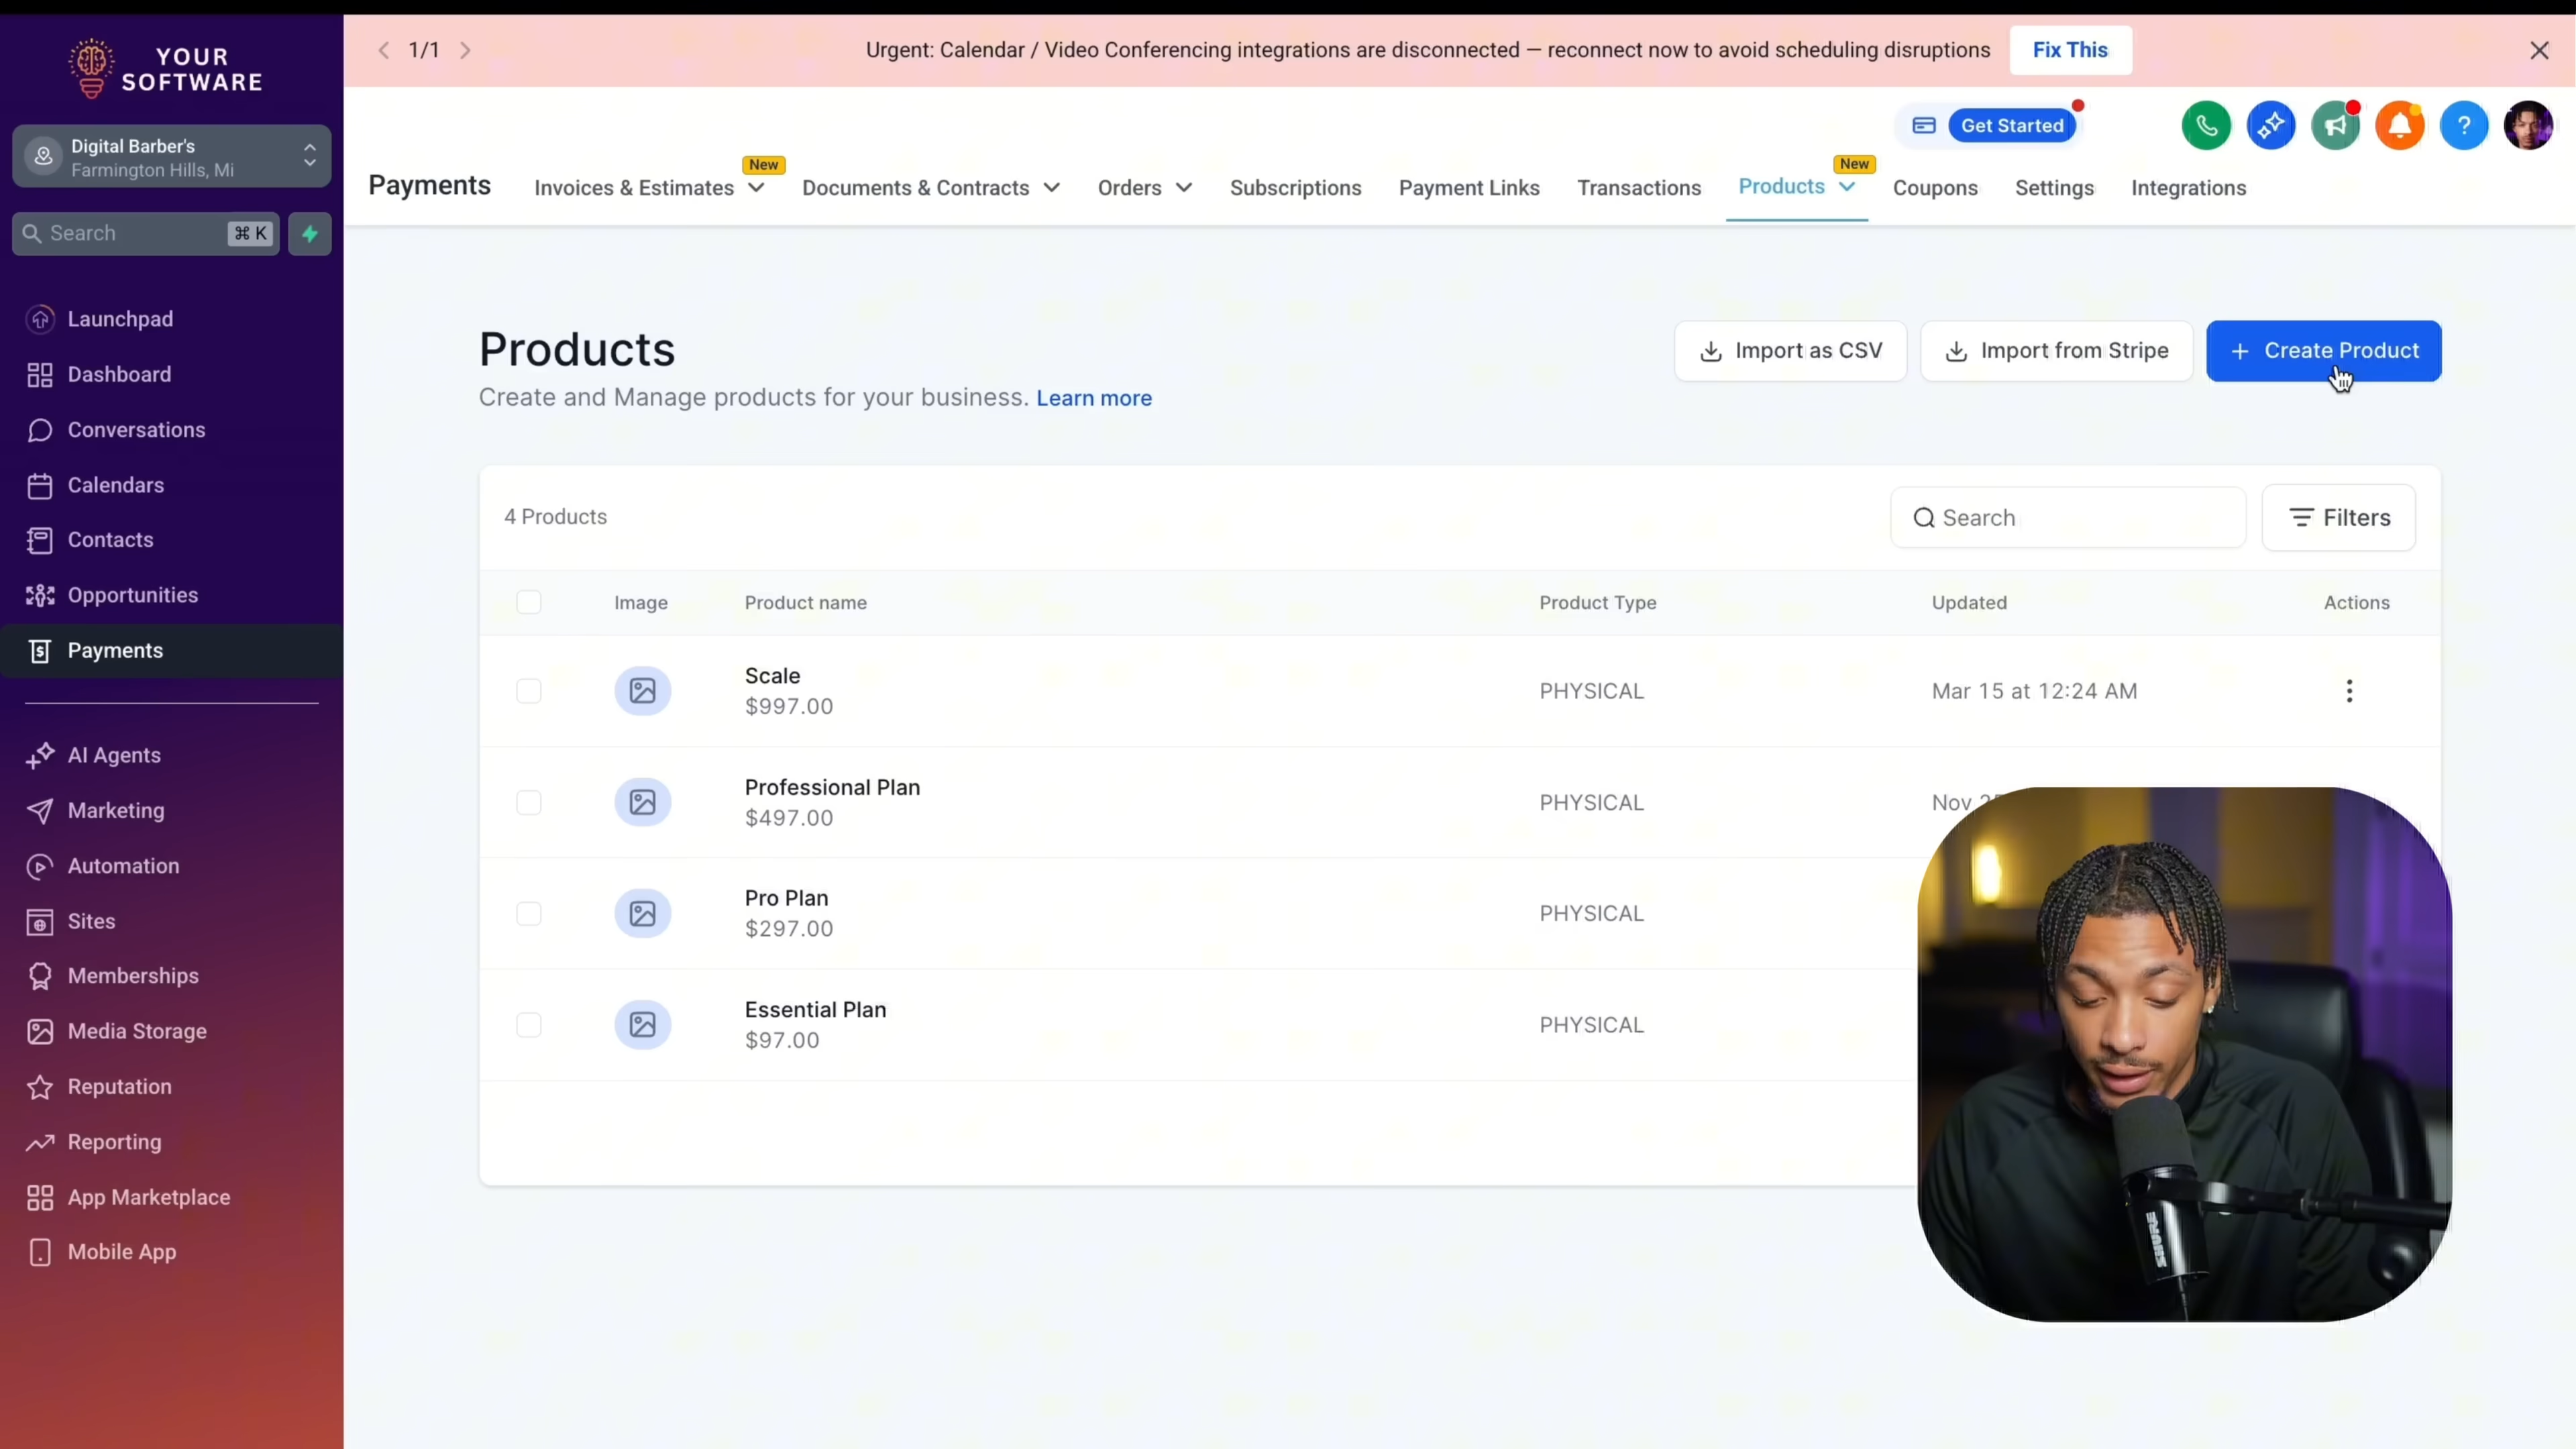 YOUR
SOFTWARE
Digital Barber's
Farmington Hills, Mi
Search ⌘ K
Launchpad
Dashboard
Conversations
Calendars
Contacts
Opportunities
Payments
AI Agents
Marketing
Automation
Sites
Memberships
Media Storage
Reputation
Reporting
App Marketplace
Mobile App
1/1
Urgent: Calendar / Video Conferencing integrations are disconnected — reconnect now to avoid scheduling disruptions
Fix This
Get Started
Payments
Invoices & Estimates
New
Documents & Contracts
Orders
Subscriptions
Payment Links
Transactions
Products
New
Coupons
Settings
Integrations
Products
Create and Manage products for your business. Learn more
Import as CSV
Import from Stripe
+ Create Product
4 Products
Search
Filters
Image Product name Product Type Updated Actions
Scale
$997.00
PHYSICAL
Mar 15 at 12:24 AM
Professional Plan
$497.00
PHYSICAL
Nov
Pro Plan
$297.00
PHYSICAL
Essential Plan
$97.00
PHYSICAL
SHURE